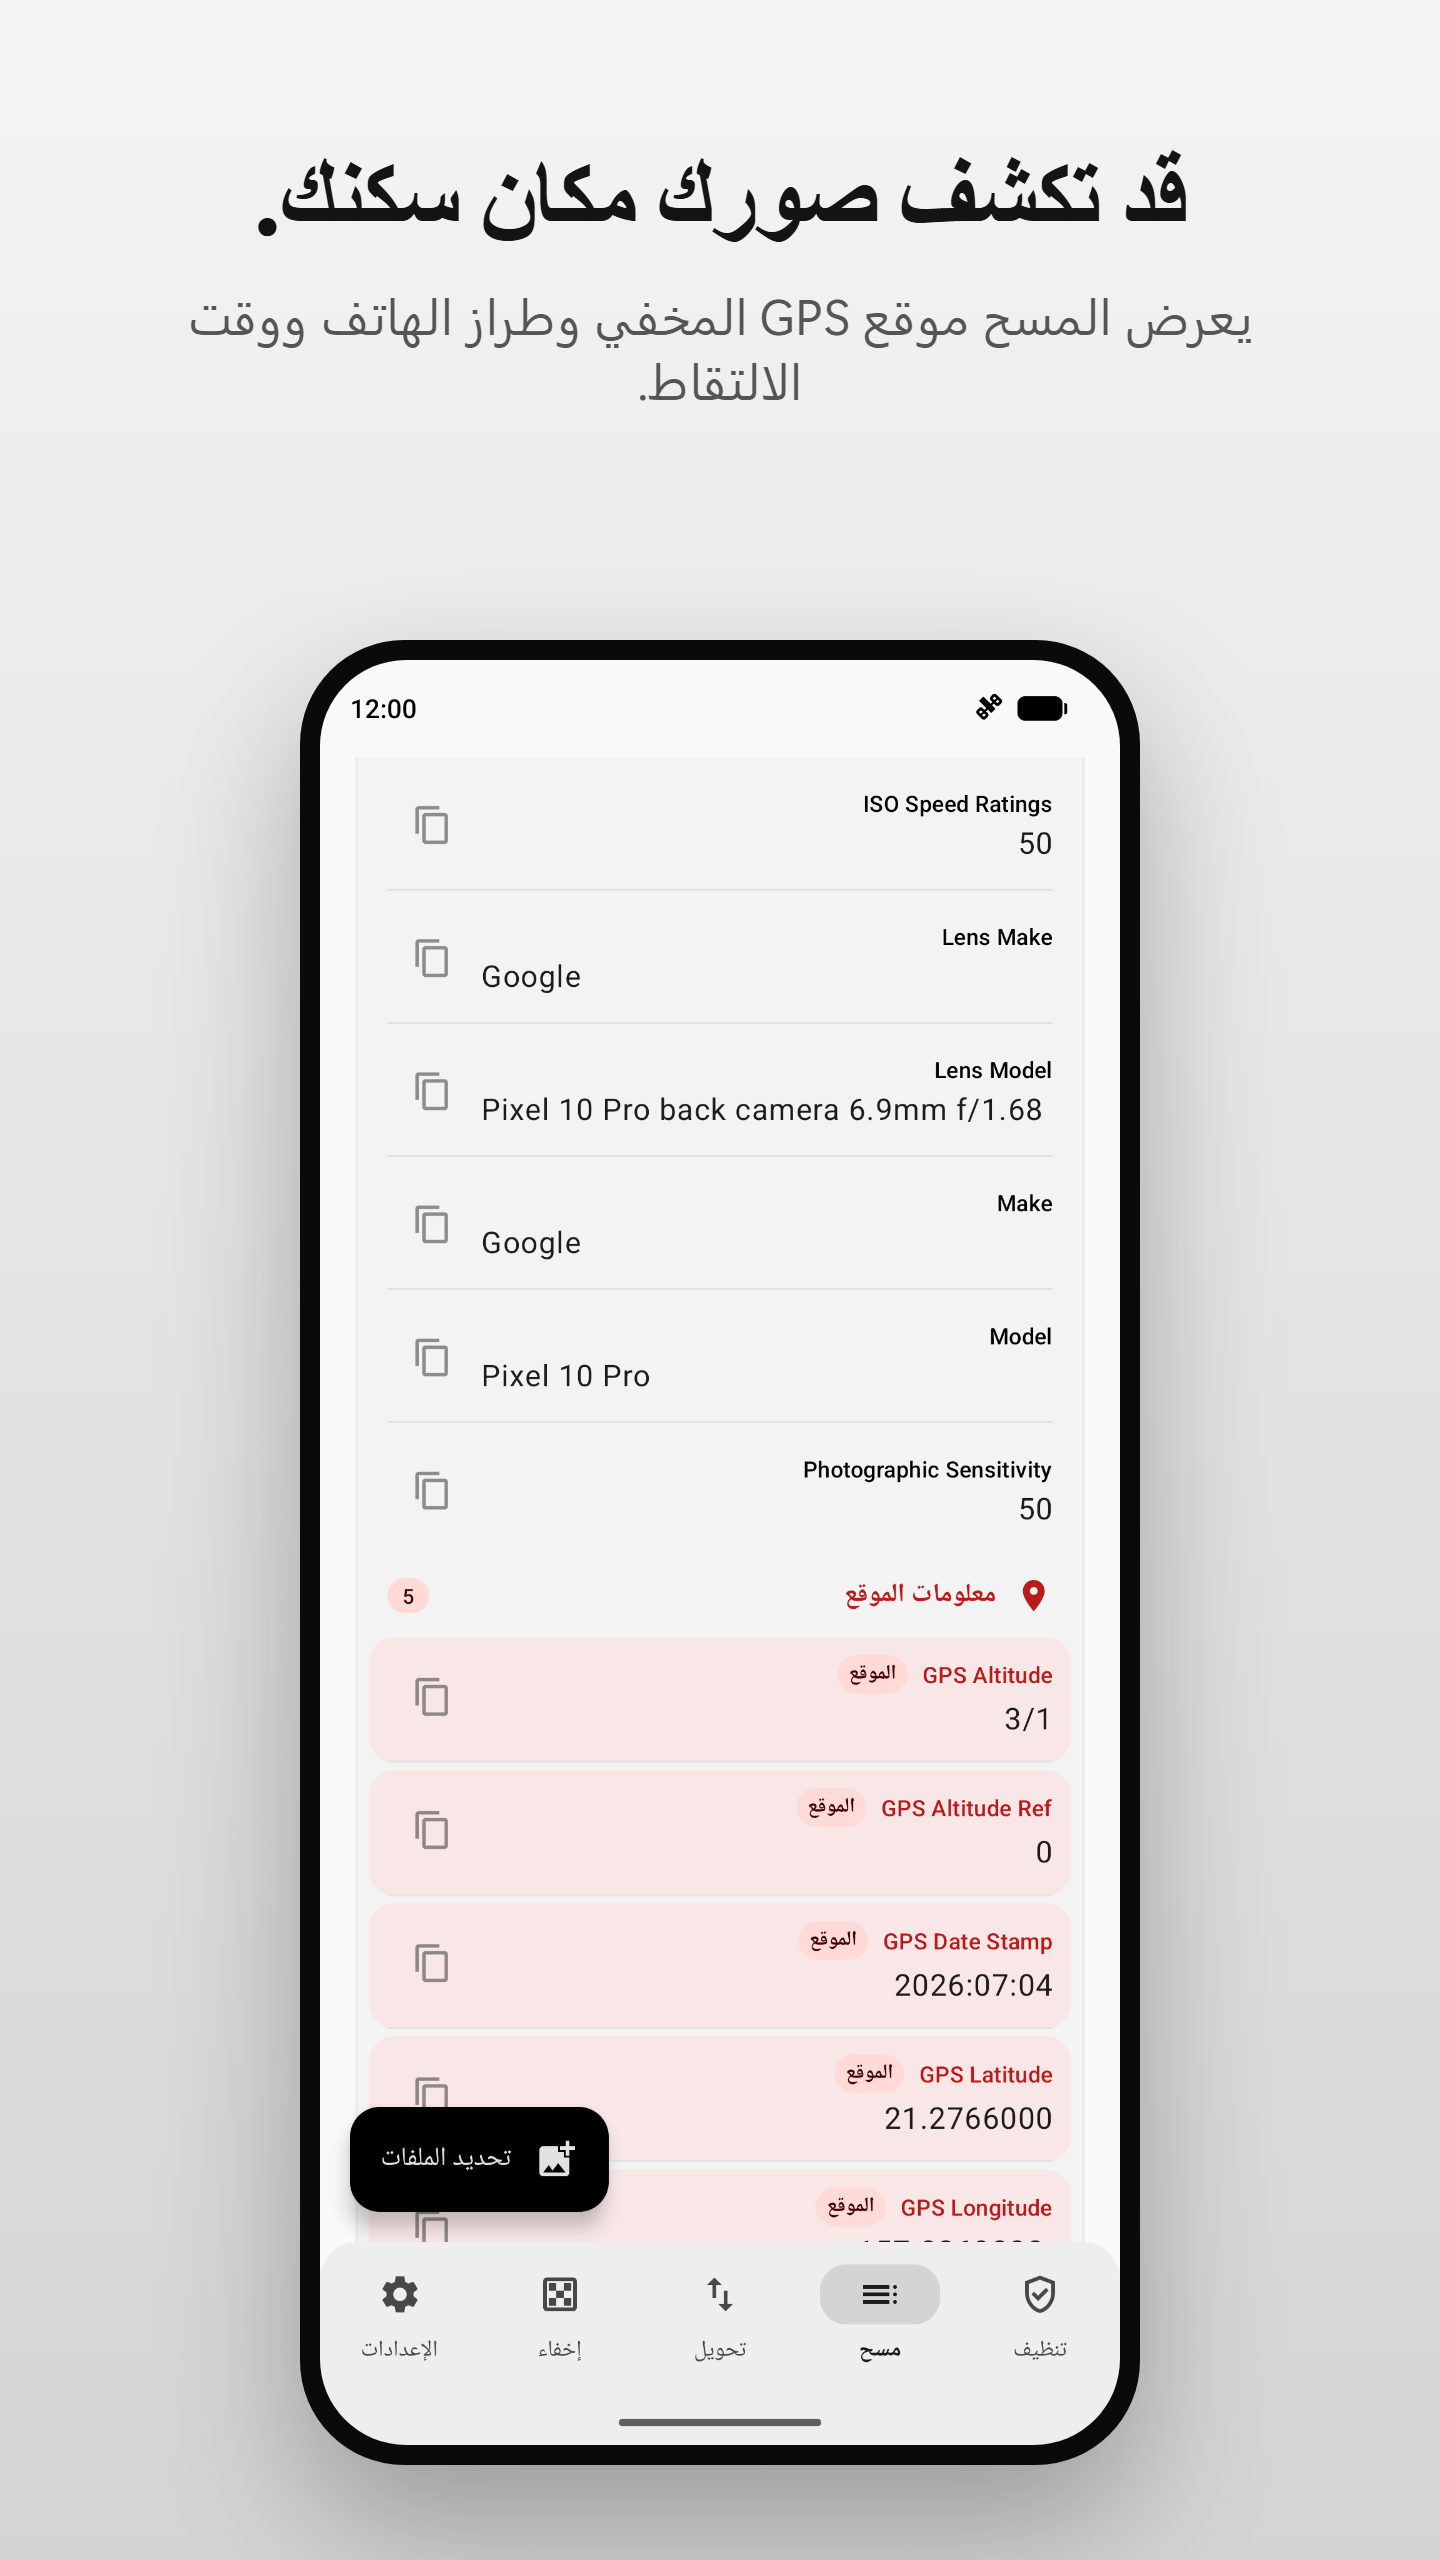 قد تكشف صورك مكان سكنك.
يعرض المسح موقع GPS المخفي وطراز الهاتف ووقت
الالتقاط.
12:00
ISO Speed Ratings
50
Lens Make
Google
Lens Model
Pixel 10 Pro back camera 6.9mm f/1.68
Make
Google
Model
Pixel 10 Pro
Photographic Sensitivity
50
معلومات الموقع 5
GPS Altitude الموقع
3/1
GPS Altitude Ref الموقع
0
GPS Date Stamp الموقع
2026:07:04
GPS Latitude الموقع
21.2766000
تحديد الملفات
GPS Longitude الموقع
تنظيف مسح تحويل إخفاء الإعدادات